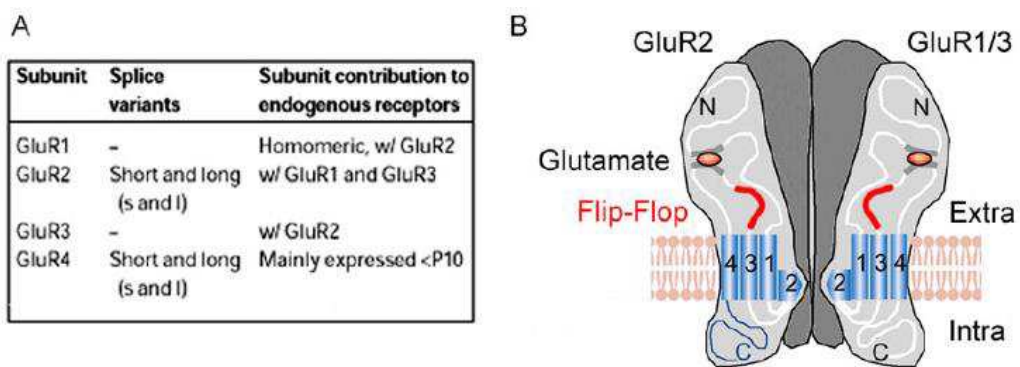 A
Subunit Splice variants Subunit contribution to endogenous receptors
GluR1 – Homomeric, w/ GluR2
GluR2 Short and long (s and l) w/ GluR1 and GluR3
GluR3 – w/ GluR2
GluR4 Short and long (s and l) Mainly expressed <P10
B
GluR2 GluR1/3
N N
Glutamate
Flip-Flop Extra
4 3 1 2 2 1 3 4
Intra
C C